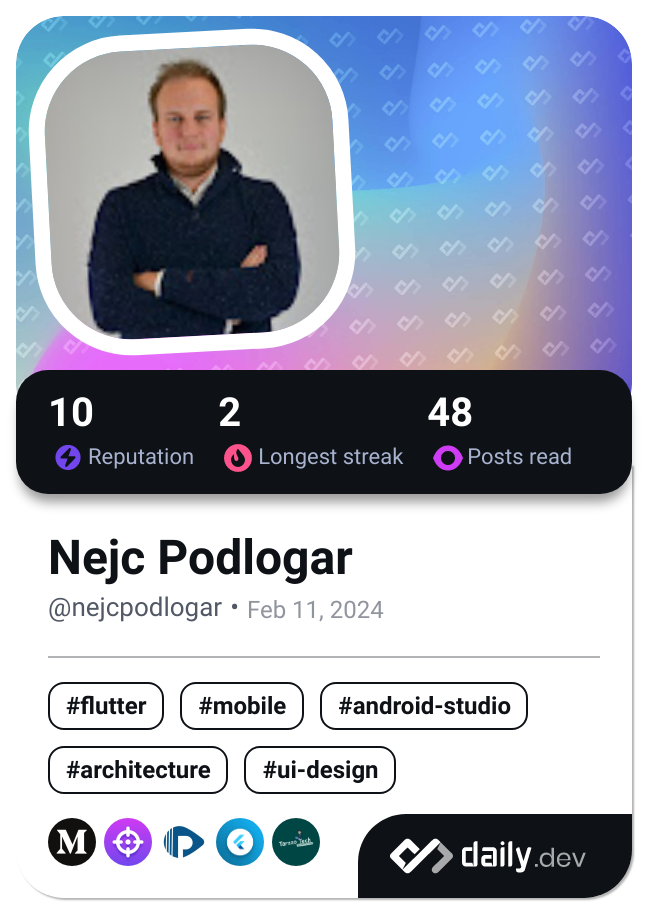 10 2 48
Reputation Longest streak Posts read
Nejc Podlogar
@nejcpodlogar • Feb 11, 2024
#flutter #mobile #android-studio
#architecture #ui-design
M
daily.dev